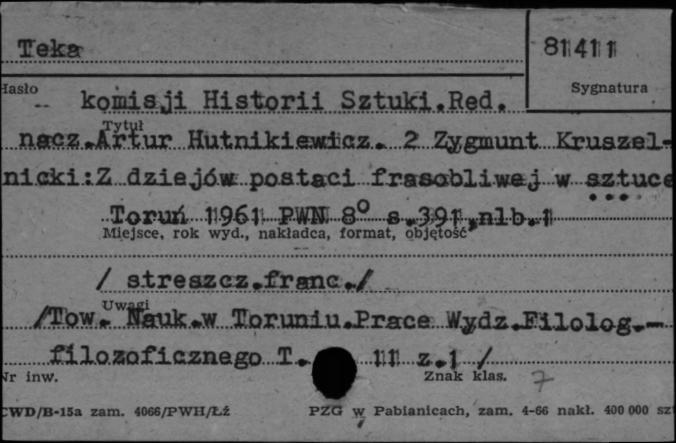 Teka
81411
Hasło
Sygnatura
komisji Historii Sztuki.Red.
Tytuł
nacz.Artur Hutnikiewicz. 2 Zygmunt Kruszel-
nicki:Z dziejów postaci frasobliwej w sztuce
Toruń 1961 PWN 8° s.391,nlb.1
Miejsce, rok wyd., nakładca, format, objętość
/ streszcz.franc./
Uwagi
/Tow. Nauk.w Toruniu.Prace Wydz.Filolog.-
filozoficznego T. 11 z.1 /
Nr inw.
Znak klas. 7
CWD/B-15a zam. 4066/PWH/Łź
PZG w Pabianicach, zam. 4-66 nakł. 400 000 szt